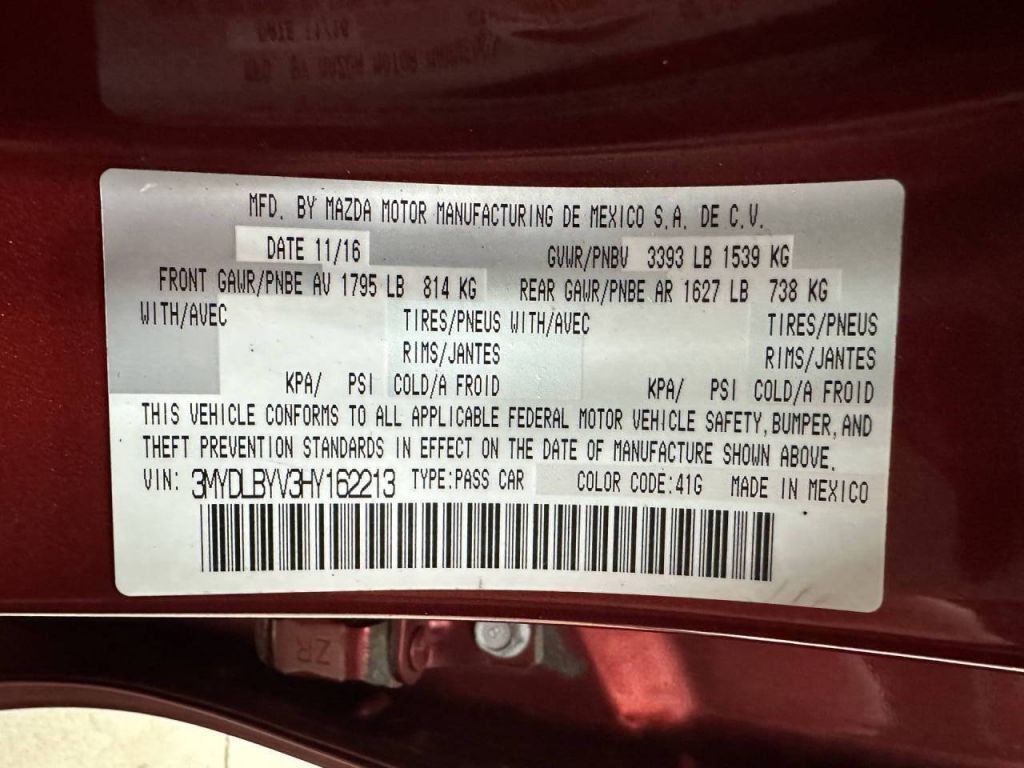 MFD. BY MAZDA MOTOR MANUFACTURING DE MEXICO S.A. DE C.V.
DATE 11/16 GVWR/PNBV 3393 LB 1539 KG
FRONT GAWR/PNBE AV 1795 LB 814 KG REAR GAWR/PNBE AR 1627 LB 738 KG
WITH/AVEC TIRES/PNEUS WITH/AVEC TIRES/PNEUS
RIMS/JANTES RIMS/JANTES
KPA/ PSI COLD/A FROID KPA/ PSI COLD/A FROID
THIS VEHICLE CONFORMS TO ALL APPLICABLE FEDERAL MOTOR VEHICLE SAFETY, BUMPER, AND
THEFT PREVENTION STANDARDS IN EFFECT ON THE DATE OF MANUFACTURE SHOWN ABOVE.
VIN: 3MYDLBYV3HY162213 TYPE:PASS CAR COLOR CODE:41G MADE IN MEXICO
ZR